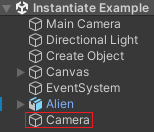 Instantiate Example
Main Camera
Directional Light
Create Object
Canvas
EventSystem
Alien
Camera